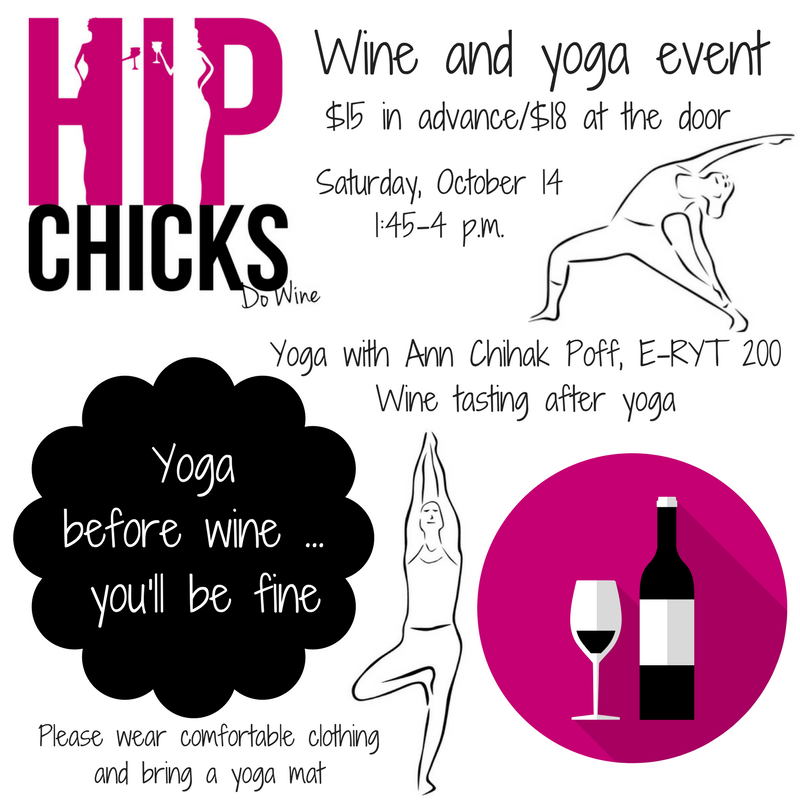 HIP
CHICKS
Do Wine
Wine and yoga event
$15 in advance/$18 at the door
Saturday, October 14
1:45-4 p.m.
Yoga with Ann Chihak Poff, E-RYT 200
Wine tasting after yoga
Yoga
before wine ...
you'll be fine
Please wear comfortable clothing
and bring a yoga mat